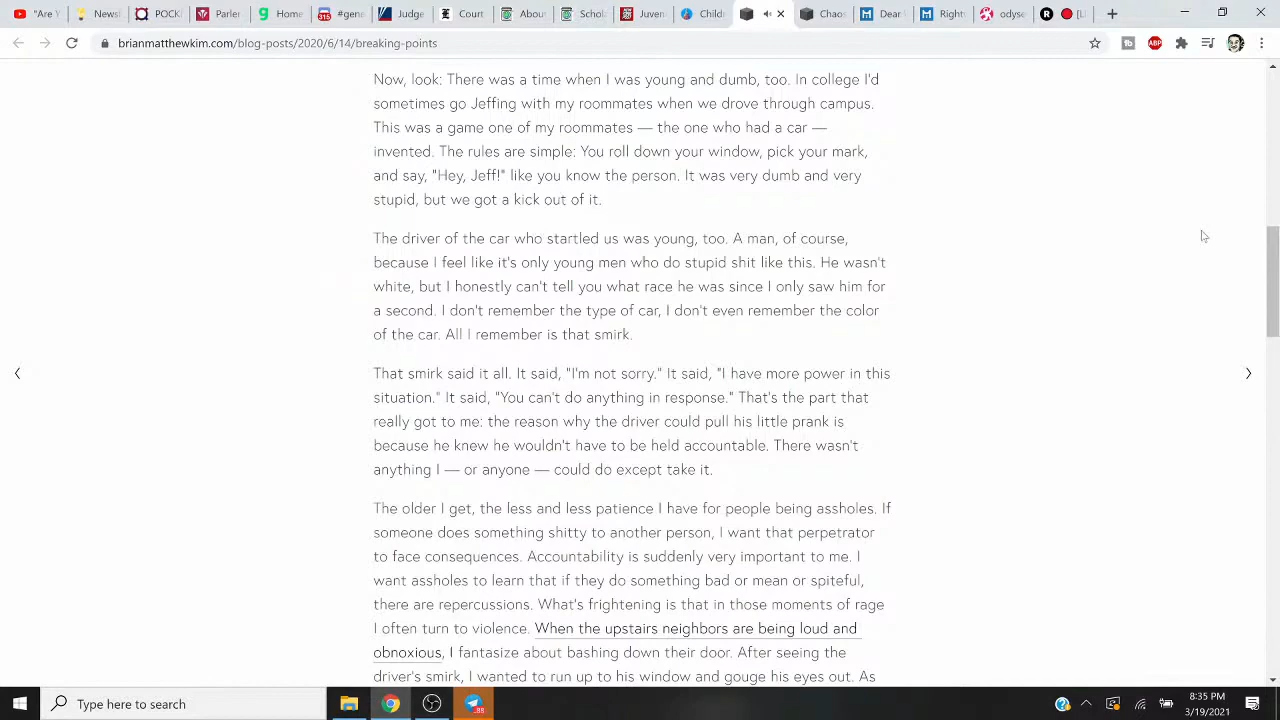 "Are Y
News
POCK
Parler
Home
#gene
Judge
Court
Abou
Schola
Juven
Child
Chao
Dean
Right
odyse
brianmatthewkim.com/blog-posts/2020/6/14/breaking-points
Now, look: There was a time when I was young and dumb, too. In college I'd
sometimes go Jeffing with my roommates when we drove through campus.
This was a game one of my roommates — the one who had a car —
invented. The rules are simple: You roll down your window, pick your mark,
and say, "Hey, Jeff!" like you know the person. It was very dumb and very
stupid, but we got a kick out of it.
The driver of the car who startled us was young, too. A man, of course,
because I feel like it's only young men who do stupid shit like this. He wasn't
white, but I honestly can't tell you what race he was since I only saw him for
a second. I don't remember the type of car, I don't even remember the color
of the car. All I remember is that smirk.
That smirk said it all. It said, "I'm not sorry." It said, "I have more power in this
situation." It said, "You can't do anything in response." That's the part that
really got to me: the reason why the driver could pull his little prank is
because he knew he wouldn't have to be held accountable. There wasn't
anything I — or anyone — could do except take it.
The older I get, the less and less patience I have for people being assholes. If
someone does something shitty to another person, I want that perpetrator
to face consequences. Accountability is suddenly very important to me. I
want assholes to learn that if they do something bad or mean or spiteful,
there are repercussions. What's frightening is that in those moments of rage
I often turn to violence. When the upstairs neighbors are being loud and
obnoxious, I fantasize about bashing down their door. After seeing the
driver's smirk, I wanted to run up to his window and gouge his eyes out. As
Type here to search
8:35 PM
3/19/2021